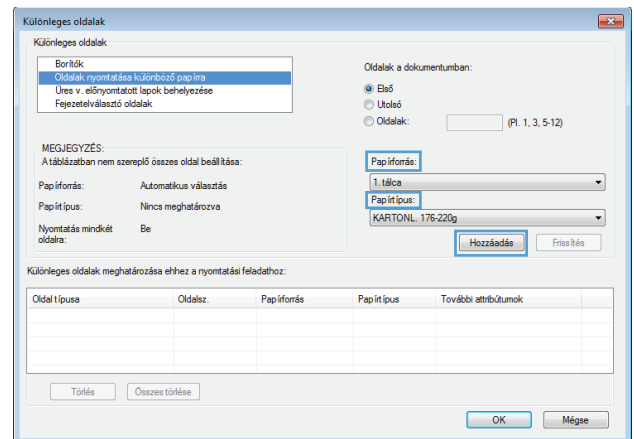 Különleges oldalak
Különleges oldalak
Borítók
Oldalak nyomtatása különböző papírra
Üres v. előnyomtatott lapok behelyezése
Fejezetelválasztó oldalak
Oldalak a dokumentumban:
Első
Utolsó
Oldalak: (Pl. 1, 3, 5-12)
MEGJEGYZÉS:
A táblázatban nem szereplő összes oldal beállítása:
Papírforrás: Automatikus választás
Papírtípus: Nincs meghatározva
Nyomtatás mindkét oldalra: Be
Papírforrás:
1. tálca
Papírtípus:
KARTONL. 176-220g
Hozzáadás Frissítés
Különleges oldalak meghatározása ehhez a nyomtatási feladathoz:
Oldal típusa Oldalsz. Papírforrás Papírtípus További attribútumok
Törlés Összes törlése
OK Mégse